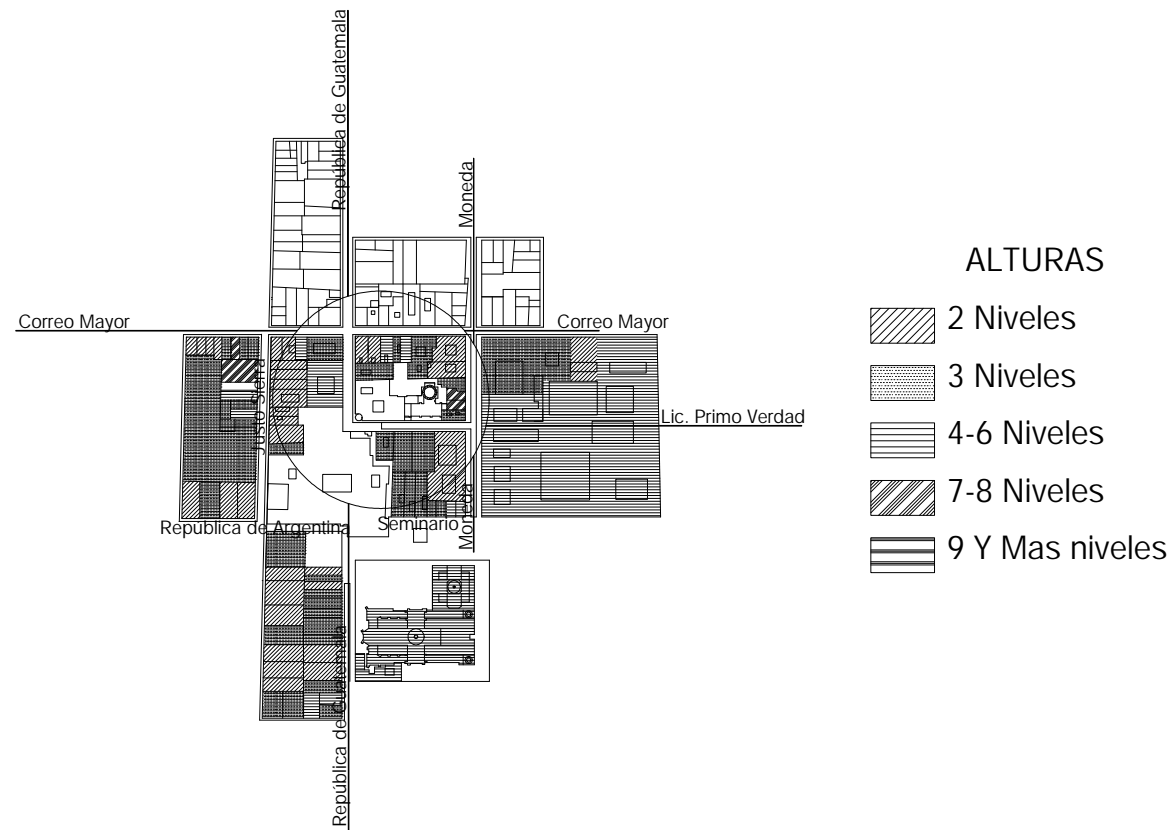 República de Guatemala
Moneda
Correo Mayor
Correo Mayor
Justo Sierra
Lic. Primo Verdad
República de Argentina
Seminario
Moneda
República de Guatemala
ALTURAS
2 Niveles
3 Niveles
4-6 Niveles
7-8 Niveles
9 Y Mas niveles